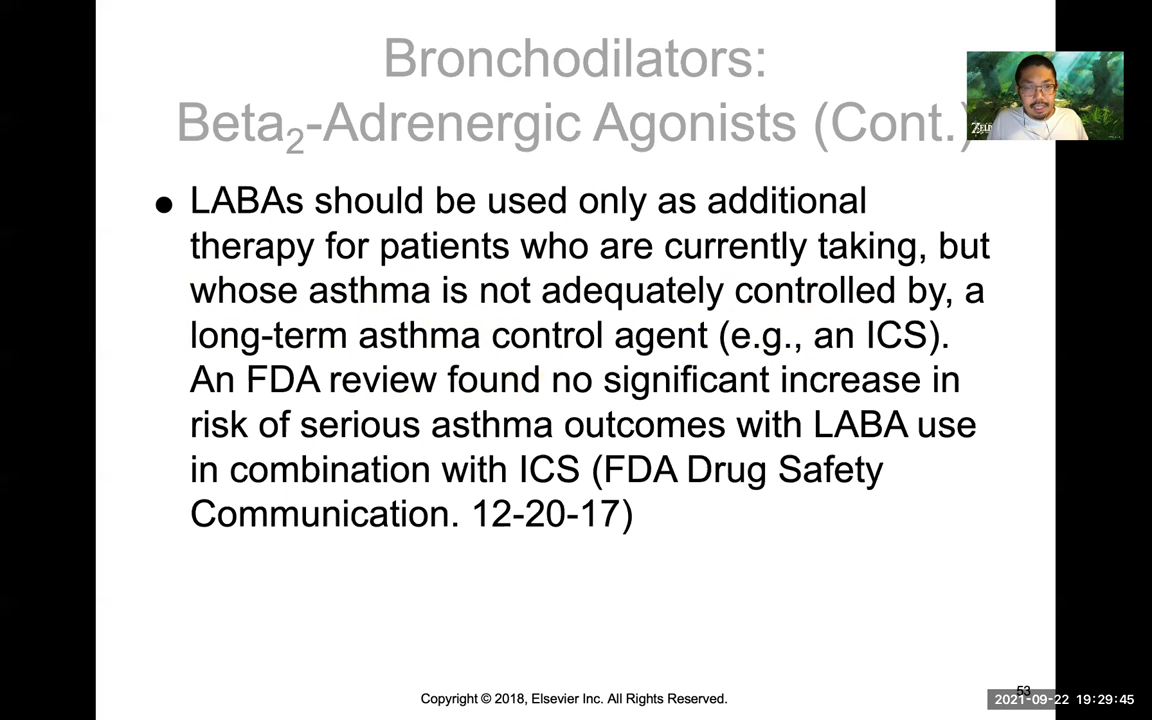 Bronchodilators:
Beta2-Adrenergic Agonists (Cont.)
ZELD
• LABAs should be used only as additional
therapy for patients who are currently taking, but
whose asthma is not adequately controlled by, a
long-term asthma control agent (e.g., an ICS).
An FDA review found no significant increase in
risk of serious asthma outcomes with LABA use
in combination with ICS (FDA Drug Safety
Communication. 12-20-17)
53
Copyright © 2018, Elsevier Inc. All Rights Reserved.
2021-09-22 19:29:45